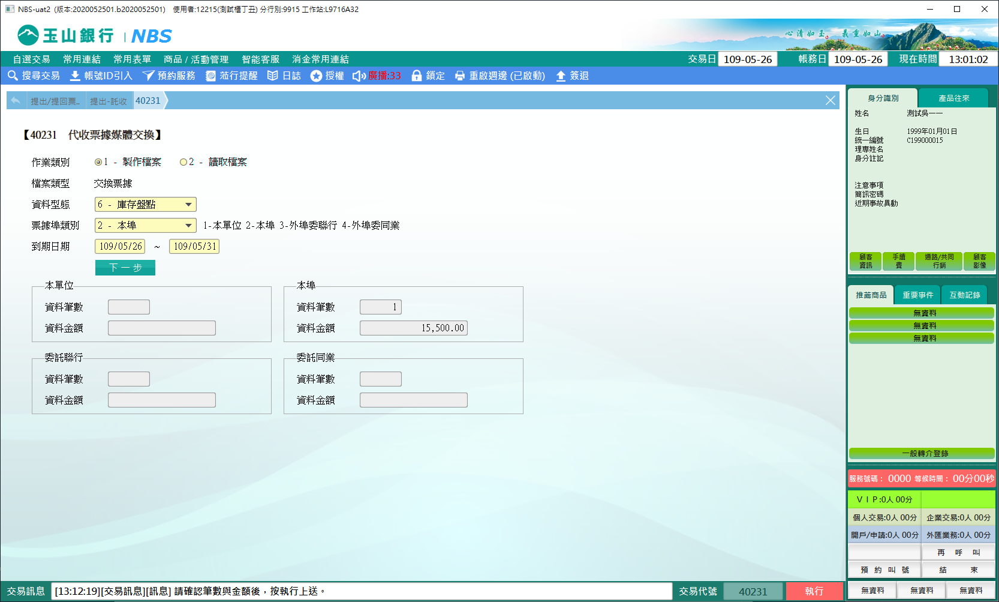 NBS-uat2 (版本:2020052501.b2020052501) 使用者:12215(測試櫃丁丑) 分行別:9915 工作站:L9716A32
玉山銀行 | NBS
心清如玉 義重如山
自選交易 常用連結 常用表單 商品 / 活動管理 智能客服 消金常用連結 交易日 109-05-26 帳務日 109-05-26 現在時間 13:01:02
搜尋交易 帳號ID引入 預約服務 蒞行提醒 日誌 授權 廣播:33 鎖定 重啟週邊 (已啟動) 簽退
提出/提回票.. 提出-託收 40231
【40231 代收票據媒體交換】
作業類別 1 - 製作檔案 2 - 讀取檔案
檔案類型 交換票據
資料型態 6 - 庫存盤點
票據埠類別 2 - 本埠 1-本單位 2-本埠 3-外埠委聯行 4-外埠委同業
到期日期 109/05/26 ~ 109/05/31
下一步
本單位
資料筆數
資料金額
本埠
資料筆數 1
資料金額 15,500.00
委託聯行
資料筆數
資料金額
委託同業
資料筆數
資料金額
交易訊息 [13:12:19][交易訊息][訊息] 請確認筆數與金額後，按執行上送。 交易代號 40231 執行
身分識別 產品往來
姓名 測試吳一一
生日 1999年01月01日
統一編號 C199000015
理專姓名
身分註記
注意事項
簡訊密碼
近期事故異動
顧客資訊 手續費 通路/共同行銷 顧客影像
推薦商品 重要事件 互動記錄
無資料
無資料
無資料
一般轉介登錄
服務號碼： 0000 等候時間： 00分00秒
ＶＩＰ:0人 00分
個人交易:0人 00分 企業交易:0人 00分
開戶/申請:0人 00分 外匯業務:0人 00分
再 呼 叫
預 約 叫 號 結 束
無資料 無資料 無資料